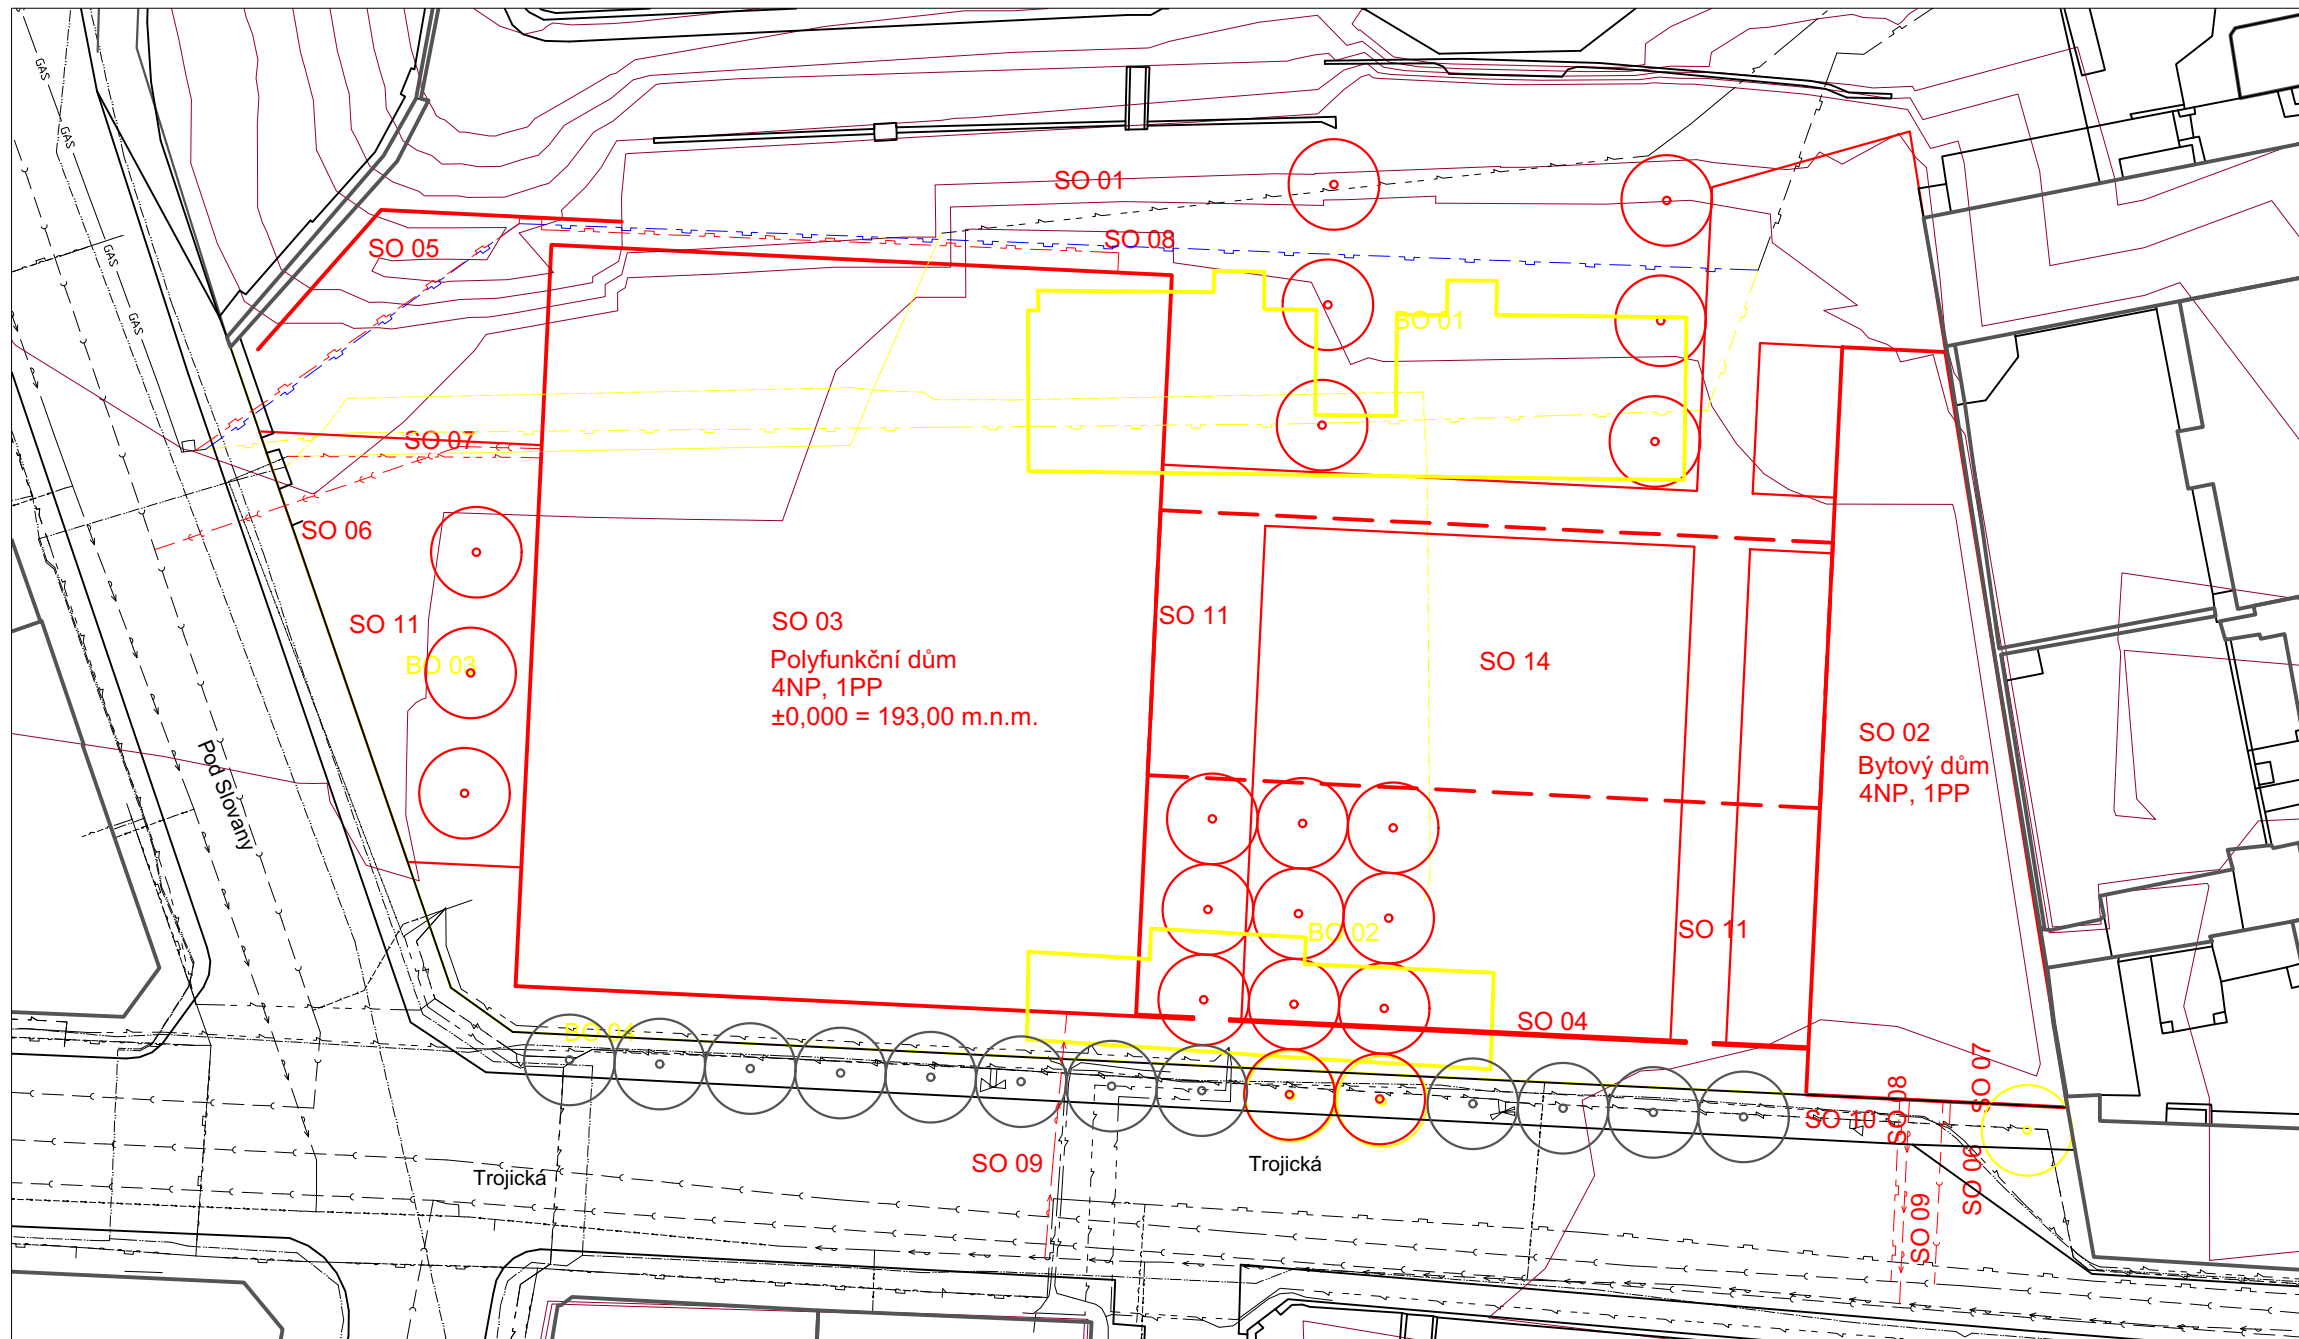 GAS
GAS
GAS
GAS
SO 01
SO 05
SO 08
BO 01
SO 07
SO 06
SO 11
BO 03
SO 03
Polyfunkční dům
4NP, 1PP
±0,000 = 193,00 m.n.m.
SO 11
SO 14
SO 02
Bytový dům
4NP, 1PP
Pod Slovany
BO 02
SO 11
SO 04
BO 04
SO 10
SO 08
SO 07
SO 09
SO 06
SO 09
Trojická
Trojická